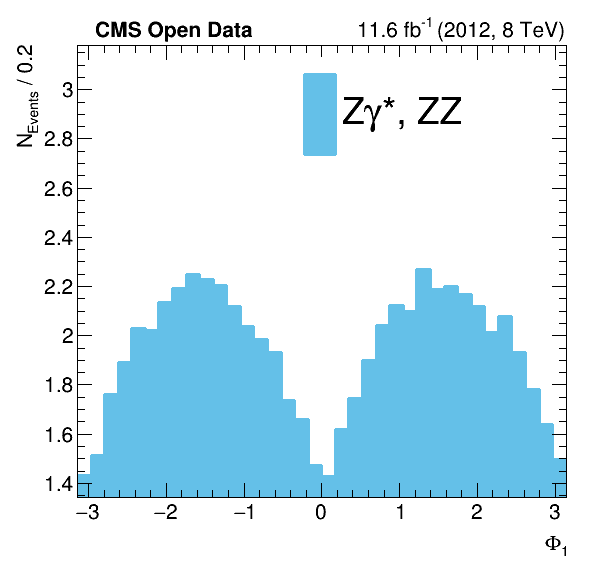 CMS Open Data 11.6 fb⁻¹ (2012, 8 TeV)
N_Events / 0.2
Zγ*, ZZ
3
2.8
2.6
2.4
2.2
2
1.8
1.6
1.4
−3 −2 −1 0 1 2 3
Φ₁